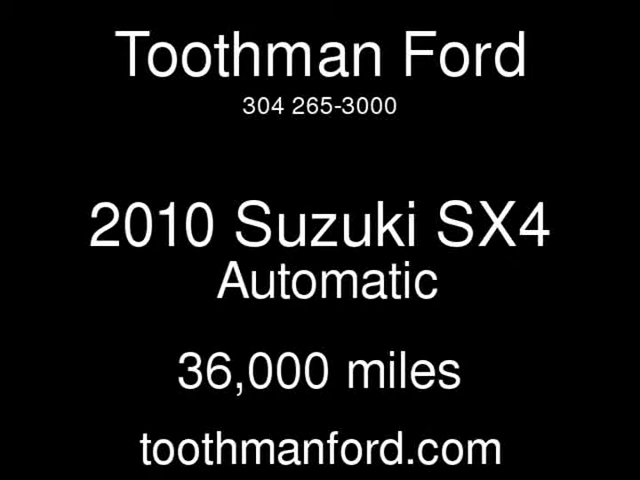 Toothman Ford
304 265-3000
2010 Suzuki SX4
Automatic
36,000 miles
toothmanford.com